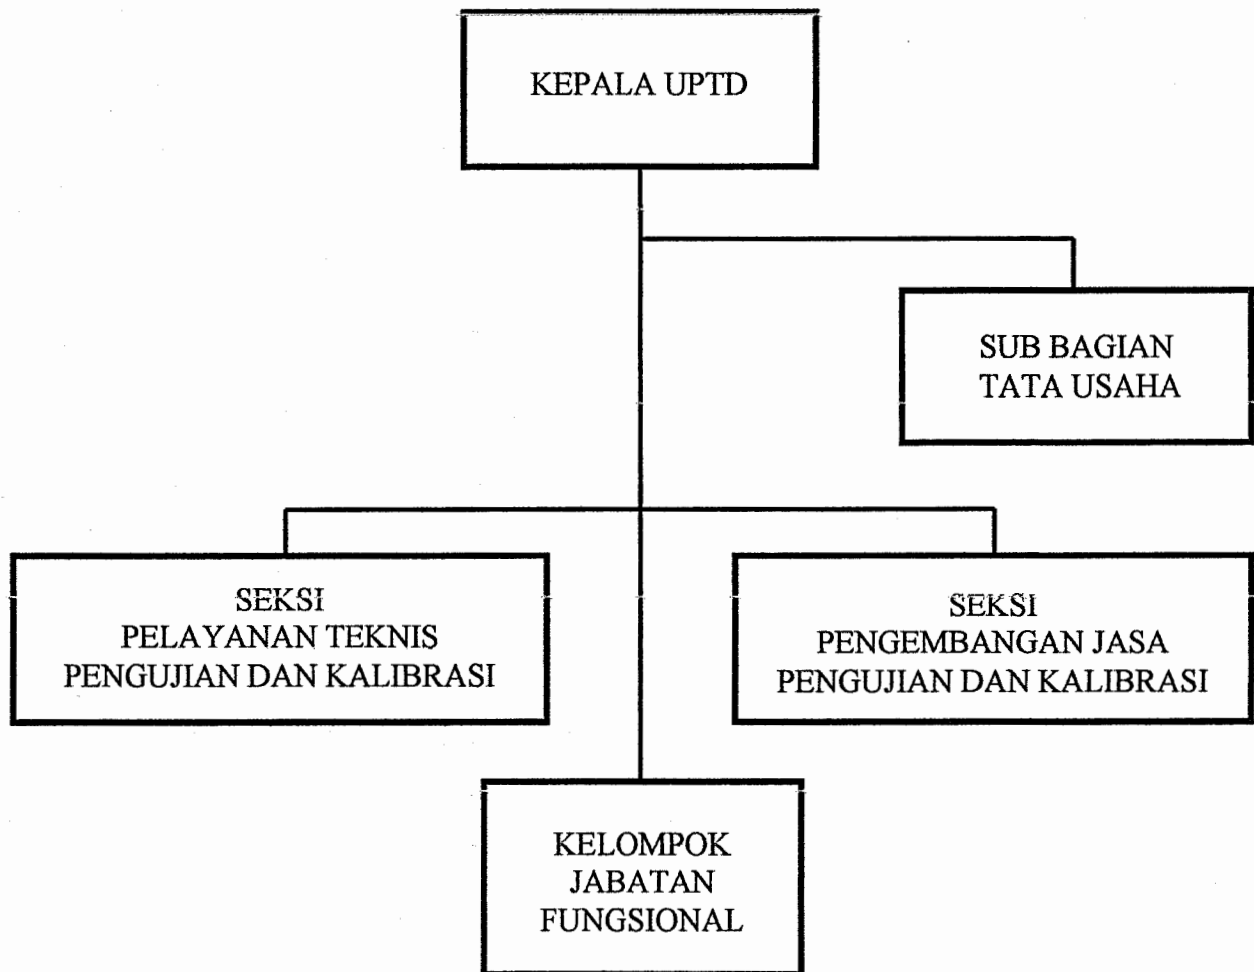 KEPALA UPTD
SUB BAGIAN
TATA USAHA
SEKSI
PELAYANAN TEKNIS
PENGUJIAN DAN KALIBRASI
SEKSI
PENGEMBANGAN JASA
PENGUJIAN DAN KALIBRASI
KELOMPOK
JABATAN
FUNGSIONAL